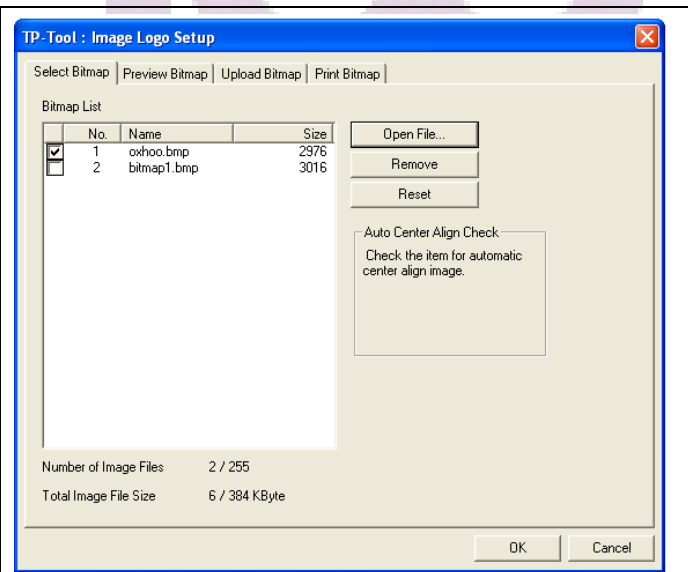 TP-Tool : Image Logo Setup
Select Bitmap Preview Bitmap Upload Bitmap Print Bitmap
Bitmap List
No. Name Size
1 oxhoo.bmp 2976
2 bitmap1.bmp 3016
Open File...
Remove
Reset
Auto Center Align Check
Check the item for automatic
center align image.
Number of Image Files 2 / 255
Total Image File Size 6 / 384 KByte
OK Cancel